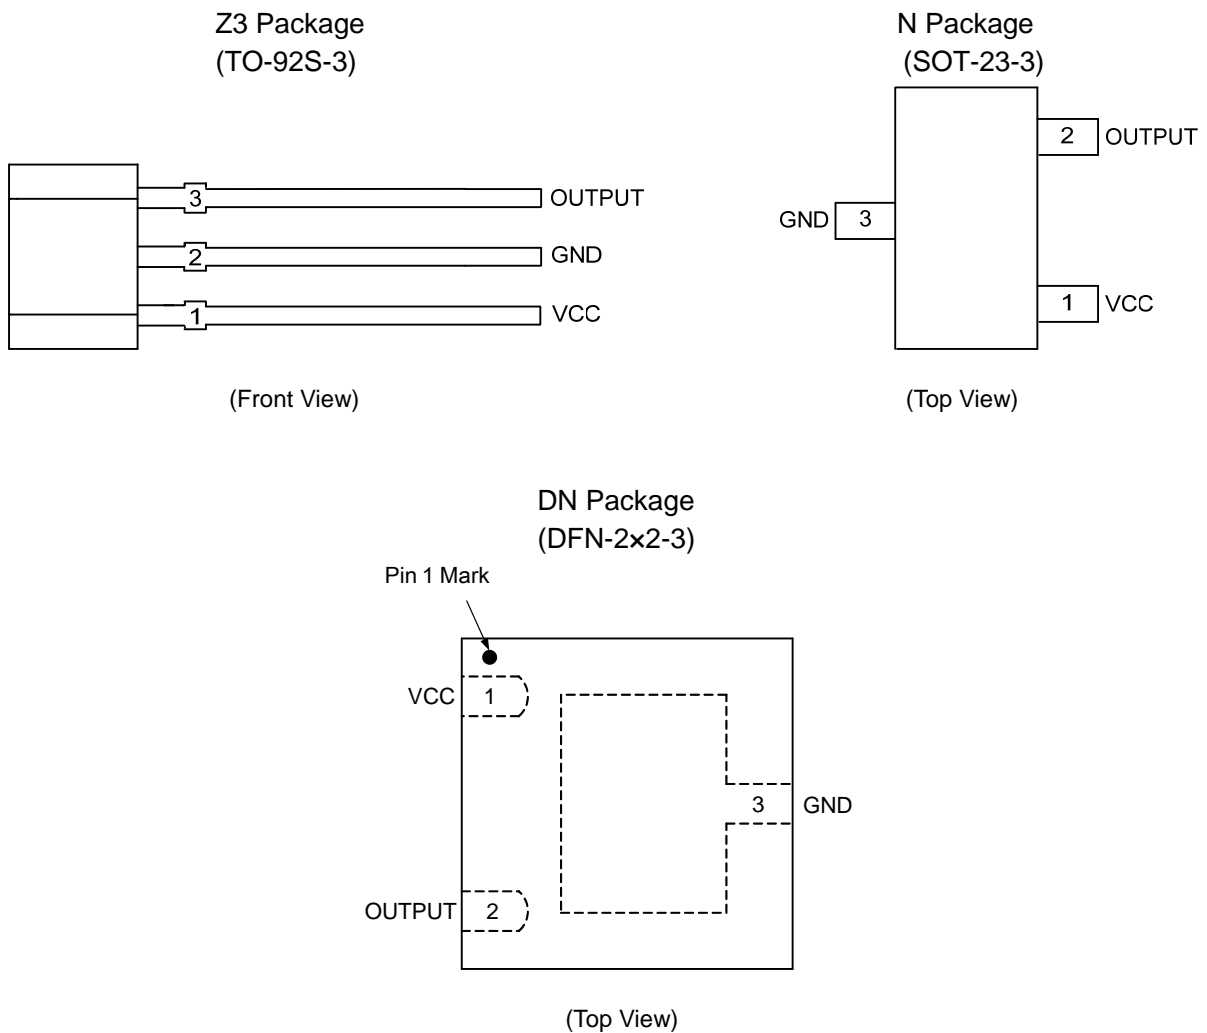 Z3 Package
(TO-92S-3)
3
OUTPUT
2
GND
1
VCC
(Front View)
N Package
(SOT-23-3)
2 OUTPUT
GND 3
1 VCC
(Top View)
DN Package
(DFN-2×2-3)
Pin 1 Mark
VCC 1
3 GND
OUTPUT 2
(Top View)